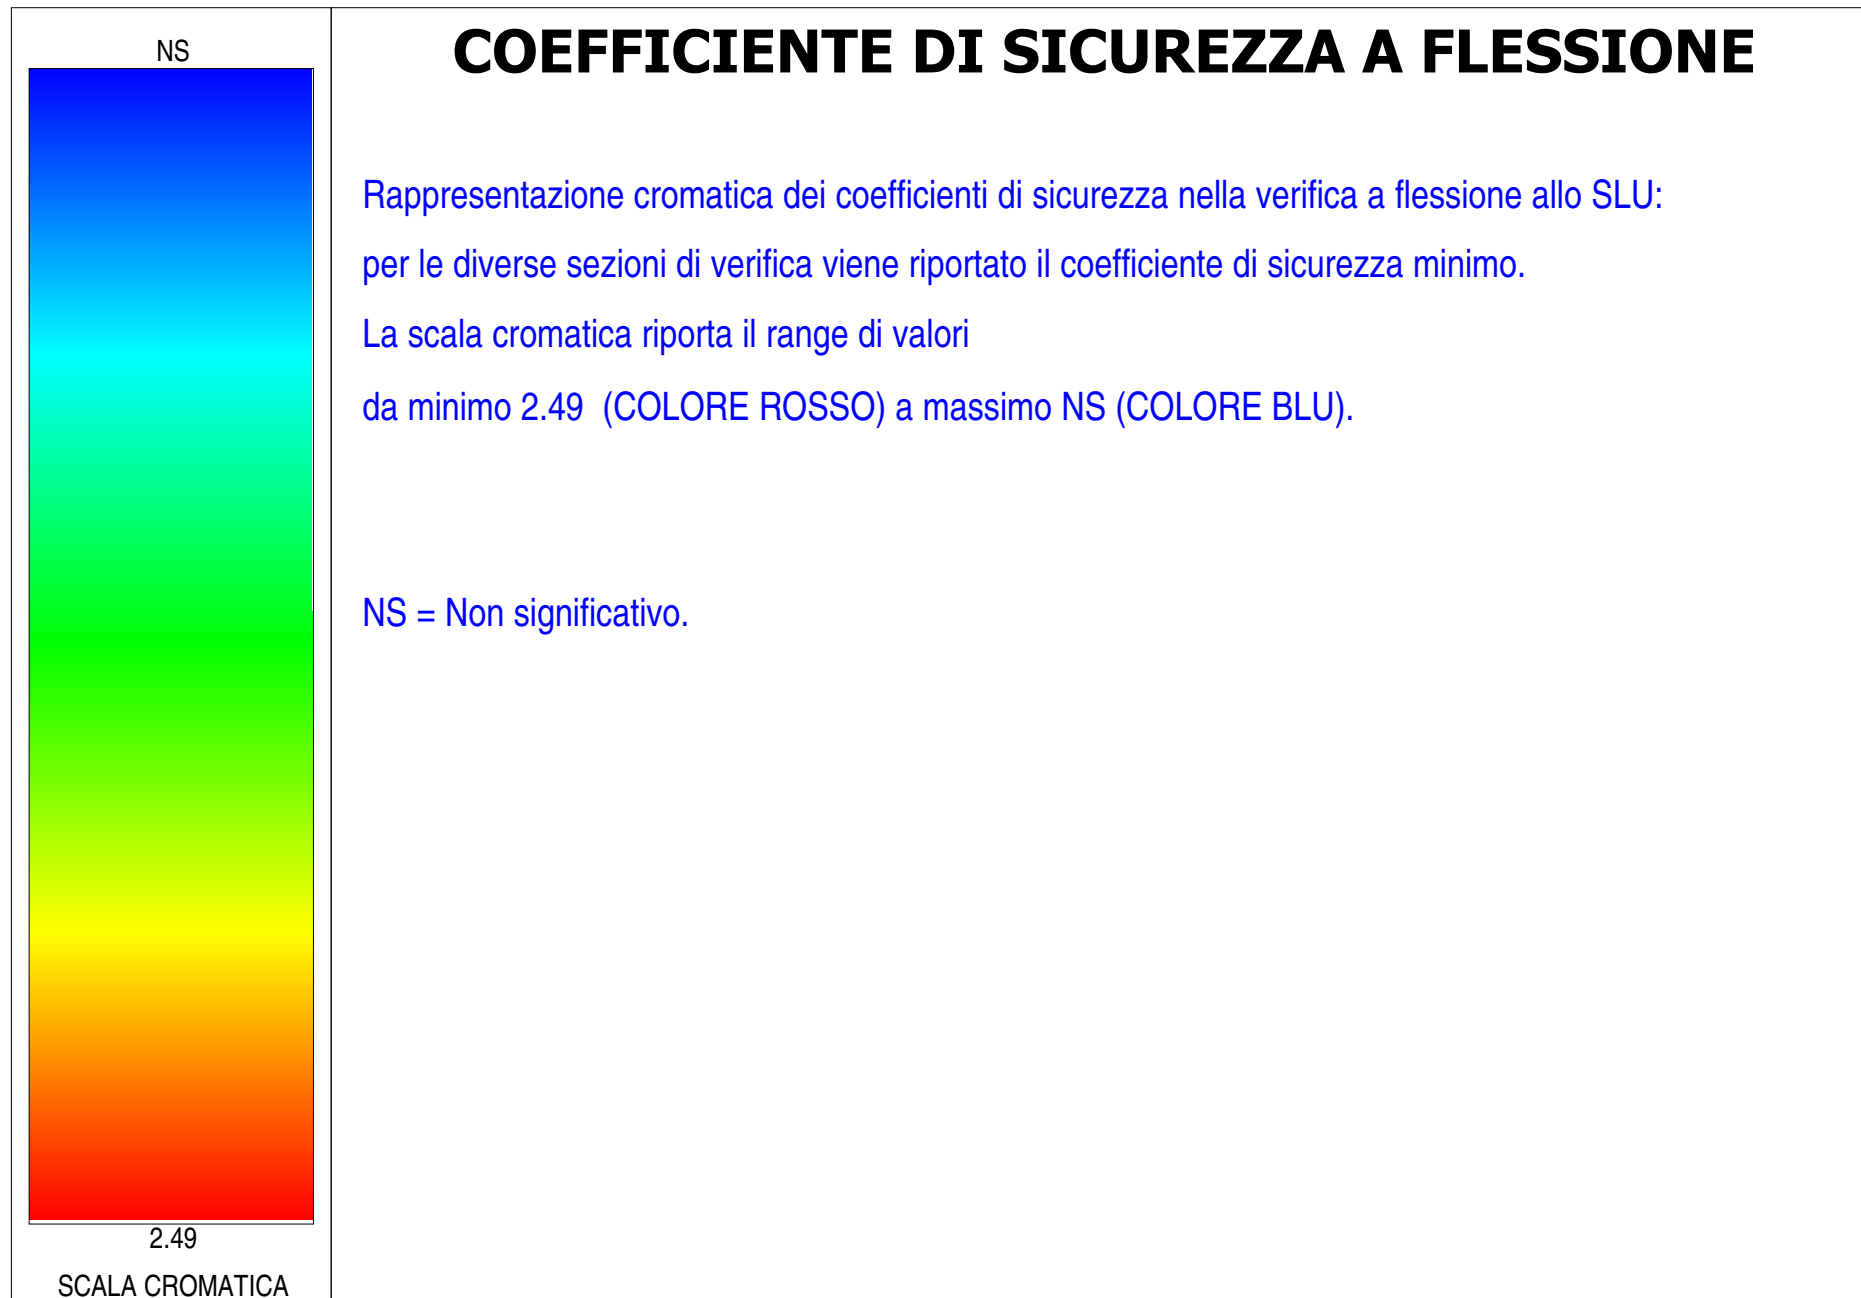 NS
COEFFICIENTE DI SICUREZZA A FLESSIONE
Rappresentazione cromatica dei coefficienti di sicurezza nella verifica a flessione allo SLU:
per le diverse sezioni di verifica viene riportato il coefficiente di sicurezza minimo.
La scala cromatica riporta il range di valori
da minimo 2.49 (COLORE ROSSO) a massimo NS (COLORE BLU).
NS = Non significativo.
2.49
SCALA CROMATICA